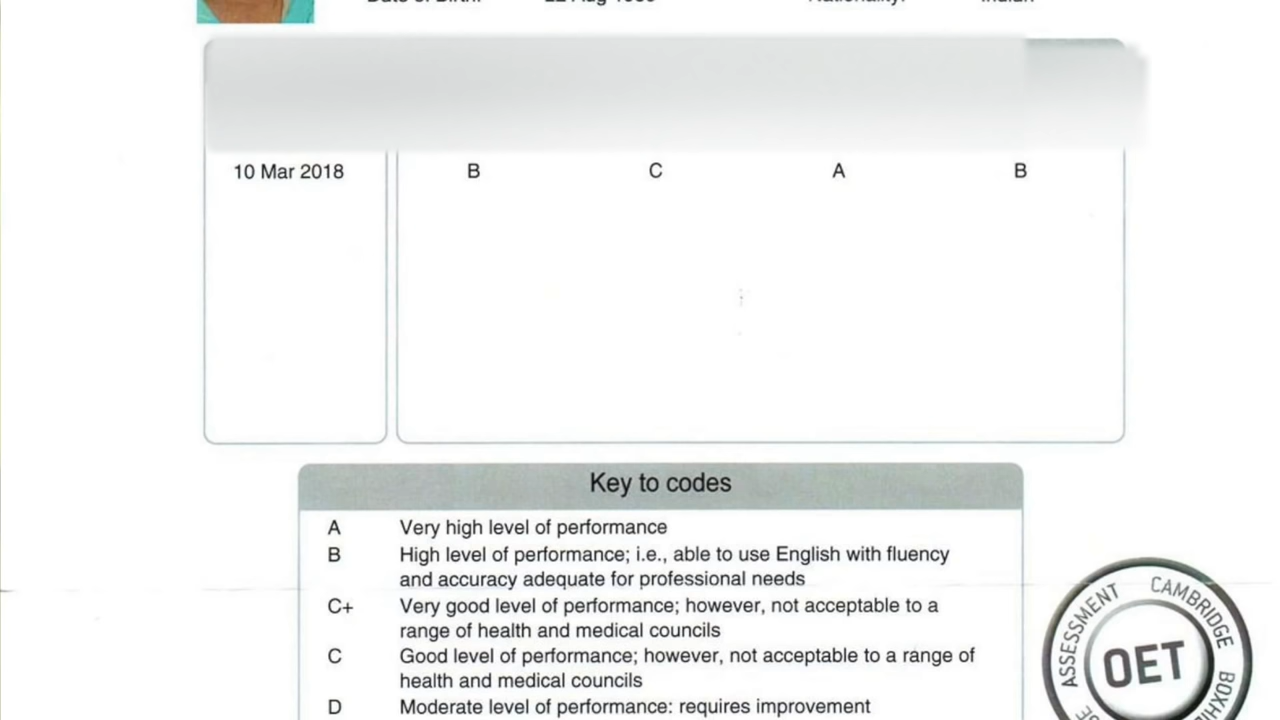 10 Mar 2018 B C A B
Key to codes
A Very high level of performance
B High level of performance; i.e., able to use English with fluency
and accuracy adequate for professional needs
C+ Very good level of performance; however, not acceptable to a
range of health and medical councils
C Good level of performance; however, not acceptable to a range of
health and medical councils
D Moderate level of performance: requires improvement
ASSESSMENT CAMBRIDGE
OET